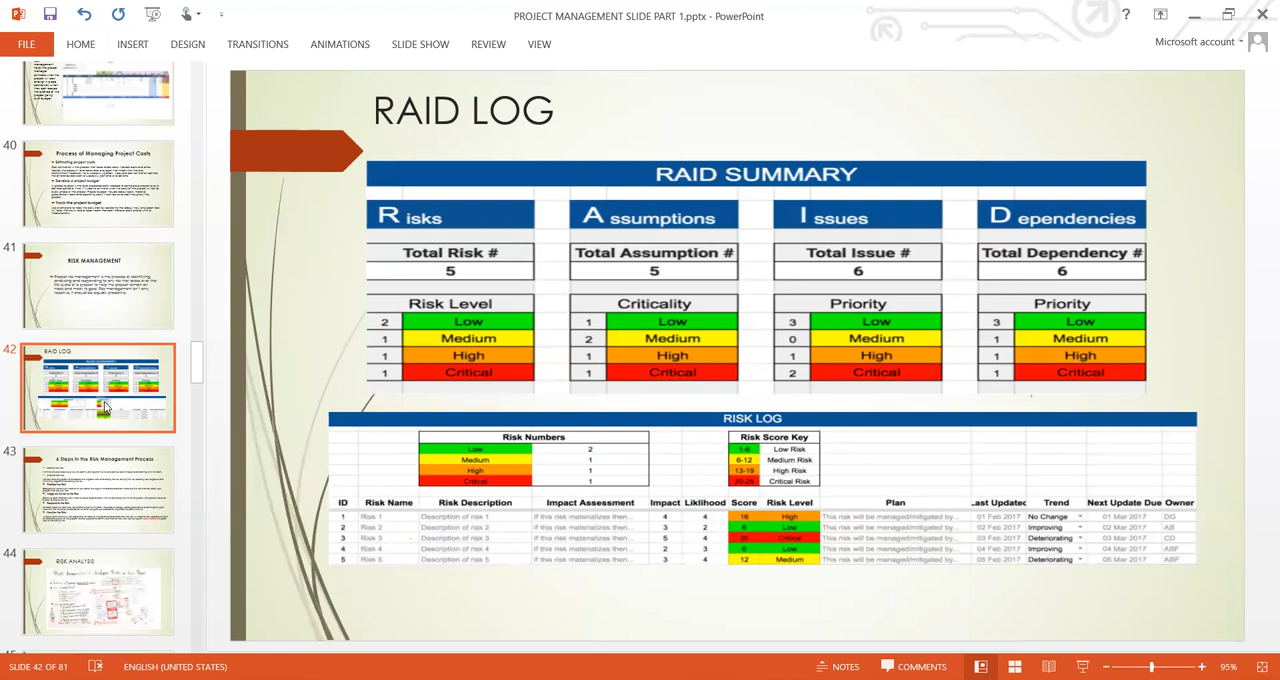 PROJECT MANAGEMENT SLIDE PART 1.pptx - PowerPoint
FILE HOME INSERT DESIGN TRANSITIONS ANIMATIONS SLIDE SHOW REVIEW VIEW
Microsoft account
40
Process of Managing Project Costs
41
RISK MANAGEMENT
42
RAID LOG
43
6 Steps in the Risk Management Process
44
RISK ANALYSIS
RAID LOG
RAID SUMMARY
Risks Assumptions Issues Dependencies
Total Risk # Total Assumption # Total Issue # Total Dependency #
5 5 6 6
Risk Level Criticality Priority Priority
2 Low 1 Low 3 Low 3 Low
1 Medium 2 Medium 0 Medium 1 Medium
1 High 1 High 1 High 1 High
1 Critical 1 Critical 2 Critical 1 Critical
RISK LOG
Risk Numbers Risk Score Key
Low 2 1-6 Low Risk
Medium 1 6-12 Medium Risk
High 1 13-19 High Risk
Critical 1 20-25 Critical Risk
ID Risk Name Risk Description Impact Assessment Impact Liklihood Score Risk Level Plan Last Updated Trend Next Update Due Owner
1 Risk 1 Description of risk 1 If this risk materializes then... 4 4 16 High This risk will be managed/mitigated by... 01 Feb 2017 No Change 01 Mar 2017 DG
2 Risk 2 Description of risk 2 If this risk materializes then... 3 2 6 Low This risk will be managed/mitigated by... 02 Feb 2017 Improving 02 Mar 2017 AB
3 Risk 3 Description of risk 3 If this risk materializes then... 5 4 20 Critical This risk will be managed/mitigated by... 03 Feb 2017 Deteriorating 03 Mar 2017 CD
4 Risk 4 Description of risk 4 If this risk materializes then... 2 3 6 Low This risk will be managed/mitigated by... 04 Feb 2017 Improving 04 Mar 2017 ABF
5 Risk 5 Description of risk 5 If this risk materializes then... 3 4 12 Medium This risk will be managed/mitigated by... 05 Feb 2017 Deteriorating 05 Mar 2017 ABF
SLIDE 42 OF 81 ENGLISH (UNITED STATES) NOTES COMMENTS 95%